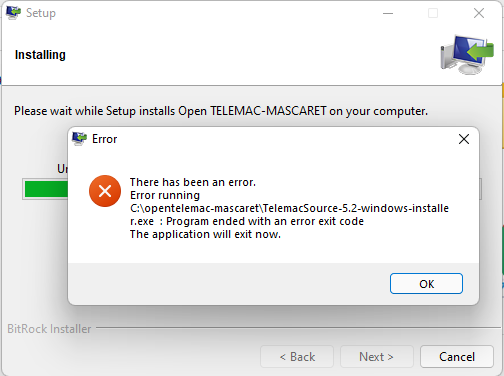 Setup
Installing
Please wait while Setup installs Open TELEMAC-MASCARET on your computer.
Un
Error
There has been an error.
Error running
C:\opentelemac-mascaret\TelemacSource-5.2-windows-installe
r.exe : Program ended with an error exit code
The application will exit now.
OK
BitRock Installer
< Back
Next >
Cancel